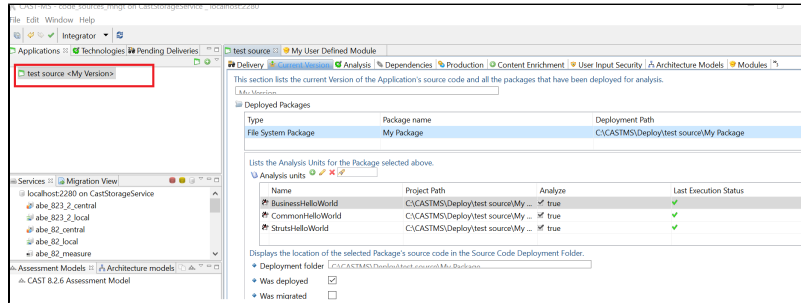 CAST-MS - code_sources_mngt on CastStorageService _ localhost:2280
File Edit Window Help
Integrator
Applications Technologies Pending Deliveries
test source <My Version>
test source My User Defined Module
Delivery Current Version Analysis Dependencies Production Content Enrichment User Input Security Architecture Models Modules
This section lists the current Version of the Application's source code and all the packages that have been deployed for analysis.
My Version
Deployed Packages
Type Package name Deployment Path
File System Package My Package C:\CASTMS\Deploy\test source\My Package
Lists the Analysis Units for the Package selected above.
Analysis units
Name Project Path Analyze Last Execution Status
BusinessHelloWorld C:\CASTMS\Deploy\test source\My ... true
CommonHelloWorld C:\CASTMS\Deploy\test source\My ... true
StrutsHelloWorld C:\CASTMS\Deploy\test source\My ... true
Displays the location of the selected Package's source code in the Source Code Deployment Folder.
Deployment folder C:\CASTMS\Deploy\test source\My Package
Was deployed
Was migrated
Services Migration View
localhost:2280 on CastStorageService
abe_823_2_central
abe_823_2_local
abe_82_central
abe_82_local
abe_82_measure
Assessment Models Architecture models
CAST 8.2.6 Assessment Model